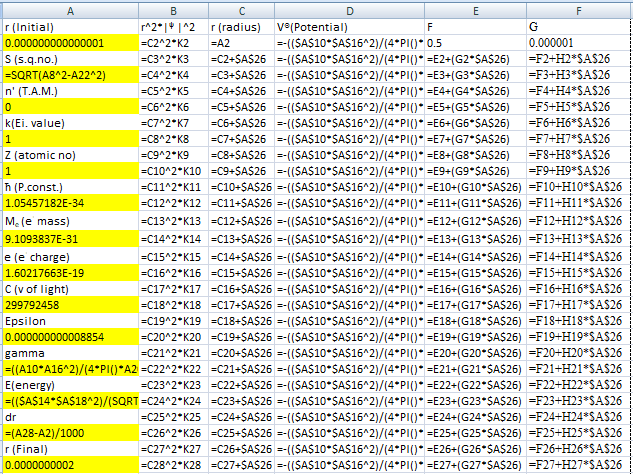 A B C D E F
r (Initial) r^2*|Ψ|^2 r (radius) V®(Potential) F G
0.000000000000001 =C2^2*K2 =A2 =-(($A$10*$A$16^2)/(4*PI()* 0.5 0.000001
S (s.q.no.) =C3^2*K3 =C2+$A$26 =-(($A$10*$A$16^2)/(4*PI()* =E2+(G2*$A$26) =F2+H2*$A$26
=SQRT(A8^2-A22^2) =C4^2*K4 =C3+$A$26 =-(($A$10*$A$16^2)/(4*PI()* =E3+(G3*$A$26) =F3+H3*$A$26
n' (T.A.M.) =C5^2*K5 =C4+$A$26 =-(($A$10*$A$16^2)/(4*PI()* =E4+(G4*$A$26) =F4+H4*$A$26
0 =C6^2*K6 =C5+$A$26 =-(($A$10*$A$16^2)/(4*PI()* =E5+(G5*$A$26) =F5+H5*$A$26
k(Ei. value) =C7^2*K7 =C6+$A$26 =-(($A$10*$A$16^2)/(4*PI()* =E6+(G6*$A$26) =F6+H6*$A$26
1 =C8^2*K8 =C7+$A$26 =-(($A$10*$A$16^2)/(4*PI()* =E7+(G7*$A$26) =F7+H7*$A$26
Z (atomic no) =C9^2*K9 =C8+$A$26 =-(($A$10*$A$16^2)/(4*PI()* =E8+(G8*$A$26) =F8+H8*$A$26
1 =C10^2*K10 =C9+$A$26 =-(($A$10*$A$16^2)/(4*PI()* =E9+(G9*$A$26) =F9+H9*$A$26
ħ (P.const.) =C11^2*K11 =C10+$A$26 =-(($A$10*$A$16^2)/(4*PI()* =E10+(G10*$A$26) =F10+H10*$A$26
1.05457182E-34 =C12^2*K12 =C11+$A$26 =-(($A$10*$A$16^2)/(4*PI()* =E11+(G11*$A$26) =F11+H11*$A$26
Me (e mass) =C13^2*K13 =C12+$A$26 =-(($A$10*$A$16^2)/(4*PI()* =E12+(G12*$A$26) =F12+H12*$A$26
9.1093837E-31 =C14^2*K14 =C13+$A$26 =-(($A$10*$A$16^2)/(4*PI()* =E13+(G13*$A$26) =F13+H13*$A$26
e (e charge) =C15^2*K15 =C14+$A$26 =-(($A$10*$A$16^2)/(4*PI()* =E14+(G14*$A$26) =F14+H14*$A$26
1.60217663E-19 =C16^2*K16 =C15+$A$26 =-(($A$10*$A$16^2)/(4*PI()* =E15+(G15*$A$26) =F15+H15*$A$26
C (v of light) =C17^2*K17 =C16+$A$26 =-(($A$10*$A$16^2)/(4*PI()* =E16+(G16*$A$26) =F16+H16*$A$26
299792458 =C18^2*K18 =C17+$A$26 =-(($A$10*$A$16^2)/(4*PI()* =E17+(G17*$A$26) =F17+H17*$A$26
Epsilon =C19^2*K19 =C18+$A$26 =-(($A$10*$A$16^2)/(4*PI()* =E18+(G18*$A$26) =F18+H18*$A$26
0.000000000008854 =C20^2*K20 =C19+$A$26 =-(($A$10*$A$16^2)/(4*PI()* =E19+(G19*$A$26) =F19+H19*$A$26
gamma =C21^2*K21 =C20+$A$26 =-(($A$10*$A$16^2)/(4*PI()* =E20+(G20*$A$26) =F20+H20*$A$26
=((A10*A16^2)/(4*PI()*A2 =C22^2*K22 =C21+$A$26 =-(($A$10*$A$16^2)/(4*PI()* =E21+(G21*$A$26) =F21+H21*$A$26
E(energy) =C23^2*K23 =C22+$A$26 =-(($A$10*$A$16^2)/(4*PI()* =E22+(G22*$A$26) =F22+H22*$A$26
=(($A$14*$A$18^2)/(SQRT =C24^2*K24 =C23+$A$26 =-(($A$10*$A$16^2)/(4*PI()* =E23+(G23*$A$26) =F23+H23*$A$26
dr =C25^2*K25 =C24+$A$26 =-(($A$10*$A$16^2)/(4*PI()* =E24+(G24*$A$26) =F24+H24*$A$26
=(A28-A2)/1000 =C26^2*K26 =C25+$A$26 =-(($A$10*$A$16^2)/(4*PI()* =E25+(G25*$A$26) =F25+H25*$A$26
r (Final) =C27^2*K27 =C26+$A$26 =-(($A$10*$A$16^2)/(4*PI()* =E26+(G26*$A$26) =F26+H26*$A$26
0.0000000002 =C28^2*K28 =C27+$A$26 =-(($A$10*$A$16^2)/(4*PI()* =E27+(G27*$A$26) =F27+H27*$A$26